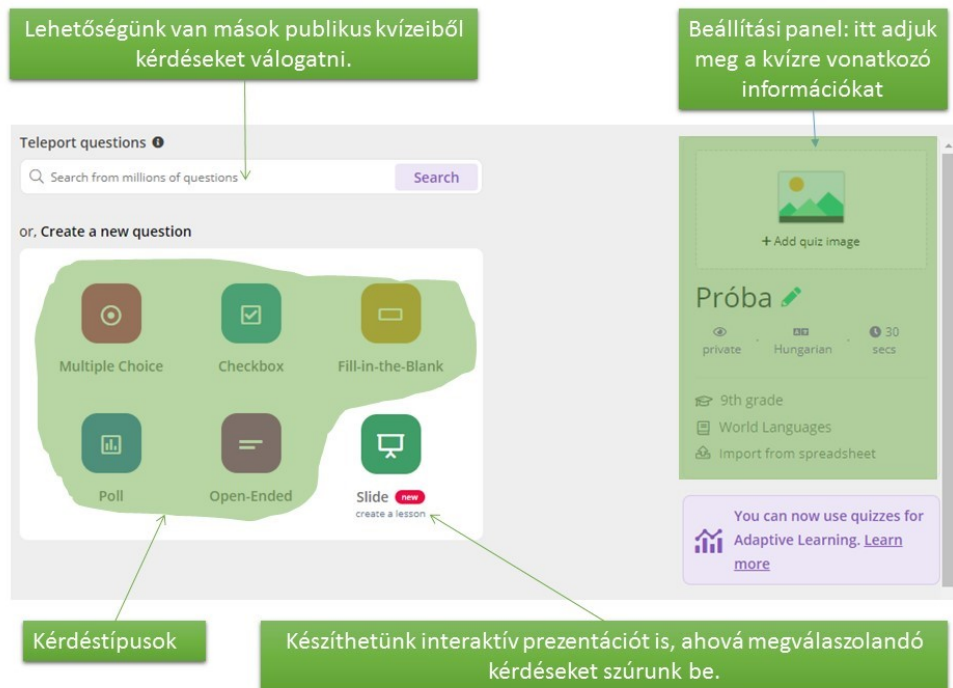 Lehetőségünk van mások publikus kvízeiből
kérdéseket válogatni.
Beállítási panel: itt adjuk
meg a kvízre vonatkozó
információkat
Teleport questions
Search from millions of questions
Search
or, Create a new question
Multiple Choice
Checkbox
Fill-in-the-Blank
Poll
Open-Ended
Slide new
create a lesson
+ Add quiz image
Próba
private · Hungarian · 30 secs
9th grade
World Languages
Import from spreadsheet
You can now use quizzes for
Adaptive Learning. Learn
more
Kérdéstípusok
Készíthetünk interaktív prezentációt is, ahová megválaszolandó
kérdéseket szúrunk be.